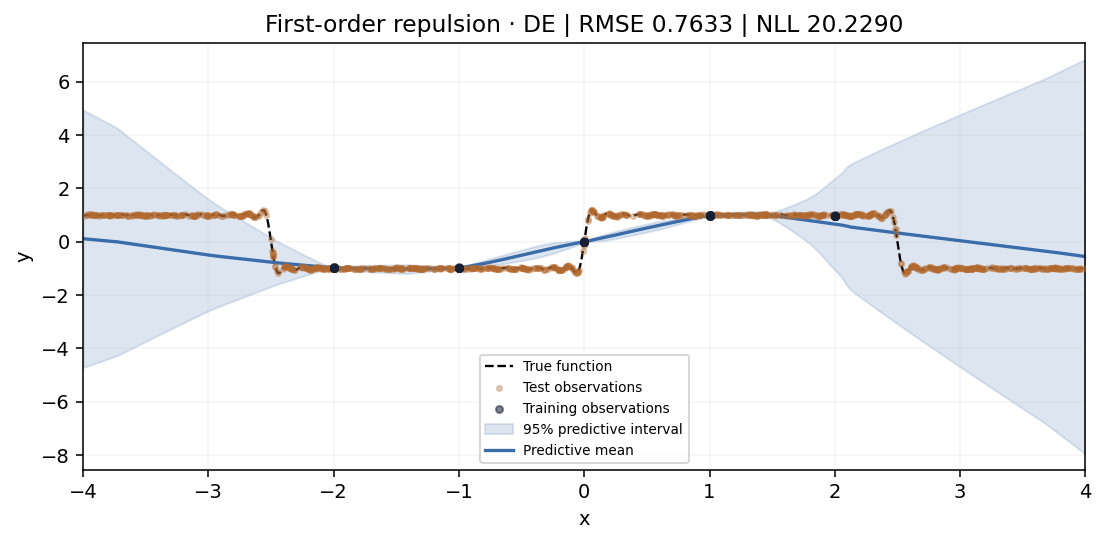 First-order repulsion · DE | RMSE 0.7633 | NLL 20.2290
6
4
2
0
−2
−4
−6
−8
y
True function
Test observations
Training observations
95% predictive interval
Predictive mean
−4 −3 −2 −1 0 1 2 3 4
x